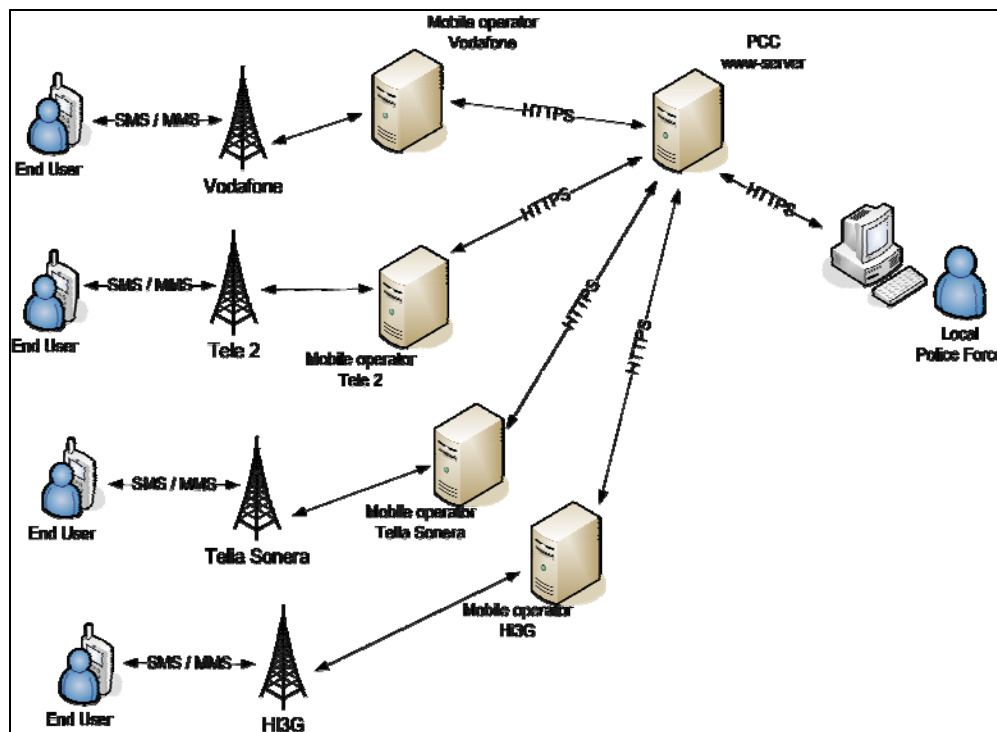 Mobile operator
Vodafone
PCC
www-server
SMS / MMS
HTTPS
End User
Vodafone
HTTPS
HTTPS
SMS / MMS
HTTPS
End User
Tele 2
Mobile operator
Tele 2
HTTPS
Local
Police Force
SMS / MMS
End User
Telia Sonera
Mobile operator
Telia Sonera
Mobile operator
Hi3G
SMS / MMS
End User
HI3G